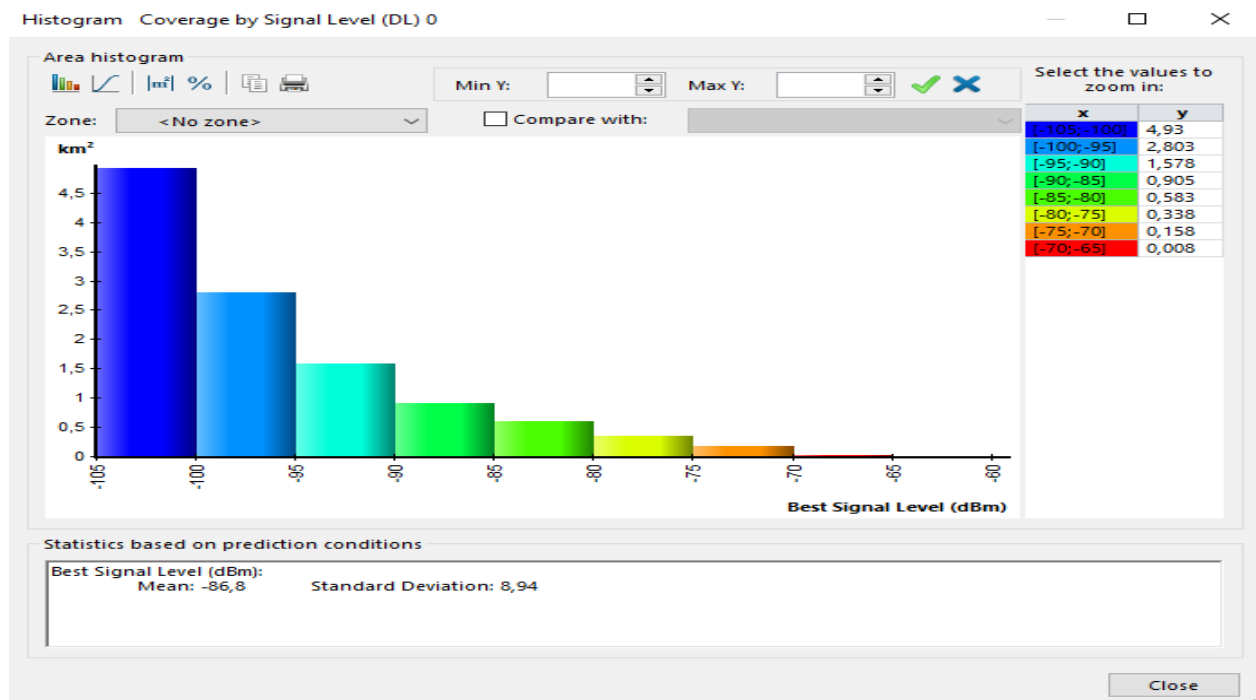 Histogram Coverage by Signal Level (DL) 0
Area histogram
|m²| %
Min Y:
Max Y:
Select the values to
zoom in:
Zone: <No zone>
Compare with:
x y
[-105;-100] 4,93
[-100;-95] 2,803
[-95;-90] 1,578
[-90;-85] 0,905
[-85;-80] 0,583
[-80;-75] 0,338
[-75;-70] 0,158
[-70;-65] 0,008
km²
4,5
4
3,5
3
2,5
2
1,5
1
0,5
0
-105 -100 -95 -90 -85 -80 -75 -70 -65 -60
Best Signal Level (dBm)
Statistics based on prediction conditions
Best Signal Level (dBm):
Mean: -86,8 Standard Deviation: 8,94
Close